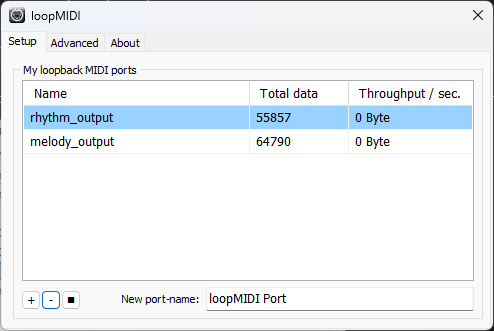 loopMIDI
Setup Advanced About
My loopback MIDI ports
Name Total data Throughput / sec.
rhythm_output 55857 0 Byte
melody_output 64790 0 Byte
+ - ■ New port-name: loopMIDI Port